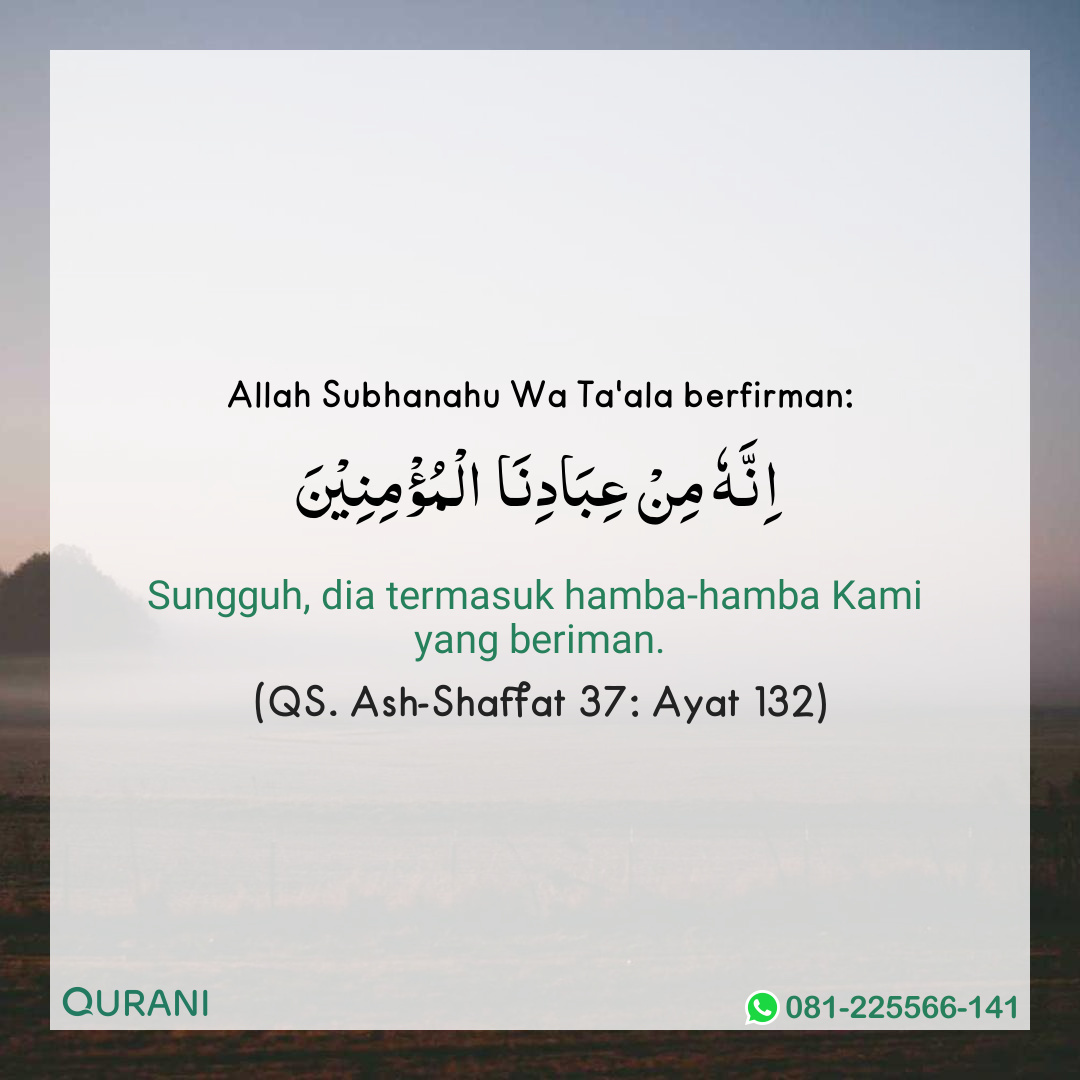 Allah Subhanahu Wa Ta'ala berfirman:
اِنَّهٗ مِنْ عِبَادِنَا الْمُؤْمِنِيْنَ
Sungguh, dia termasuk hamba-hamba Kami
yang beriman.
(QS. Ash-Shaffat 37: Ayat 132)
QURANI
081-225566-141